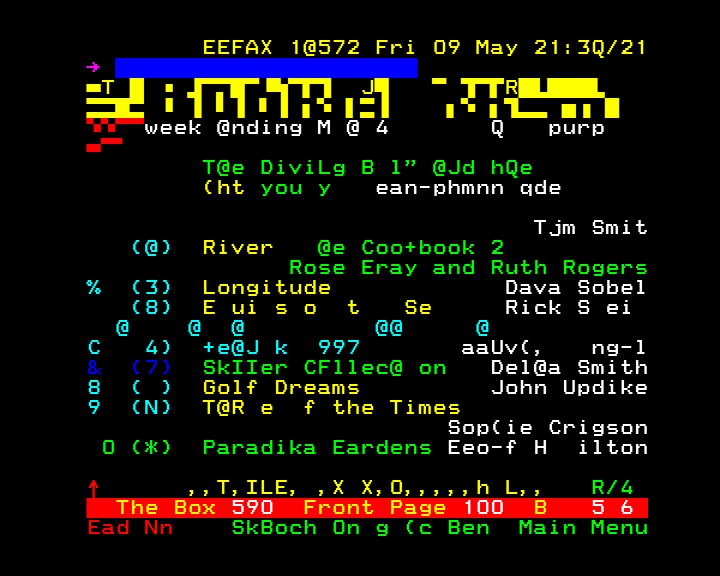 EEFAX 1@572 Fri 09 May 21:3Q/21
T J R
week @nding M @ 4 Q purp
T@e DiviLg B l” @Jd hQe
(ht you y ean-phmnn qde
Tjm Smit
(@) River @e Coo+book 2
Rose Eray and Ruth Rogers
% (3) Longitude Dava Sobel
(8) E ui s o t Se Rick S ei
@ @ @ @@ @
C 4) +e@J k 997 aaUv(, ng-l
& (7) SkIIer CFllec@ on Del@a Smith
8 ( ) Golf Dreams John Updike
9 (N) T@R e f the Times
Sop(ie Crigson
O (*) Paradika Eardens Eeo-f H ilton
,,T,ILE, ,X X,O,,,,,h L,, R/4
The Box 590 Front Page 100 B 5 6
Ead Nn SkBoch On g (c Ben Main Menu